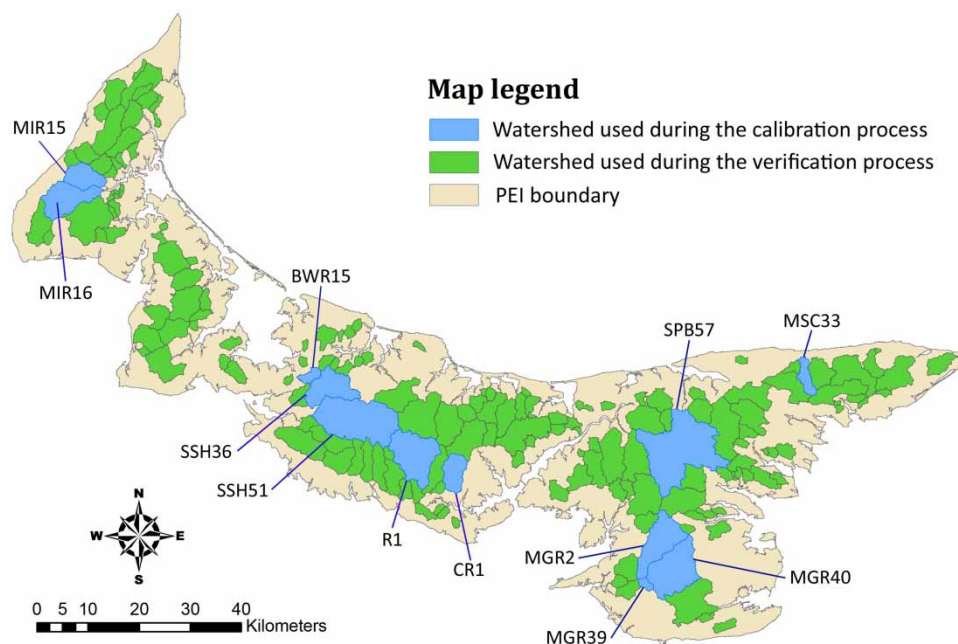 Map legend
Watershed used during the calibration process
Watershed used during the verification process
PEI boundary
MIR15
MIR16
BWR15
SPB57
MSC33
SSH36
SSH51
R1
CR1
MGR2
MGR40
MGR39
N
W E
S
0 5 10 20 30 40
Kilometers